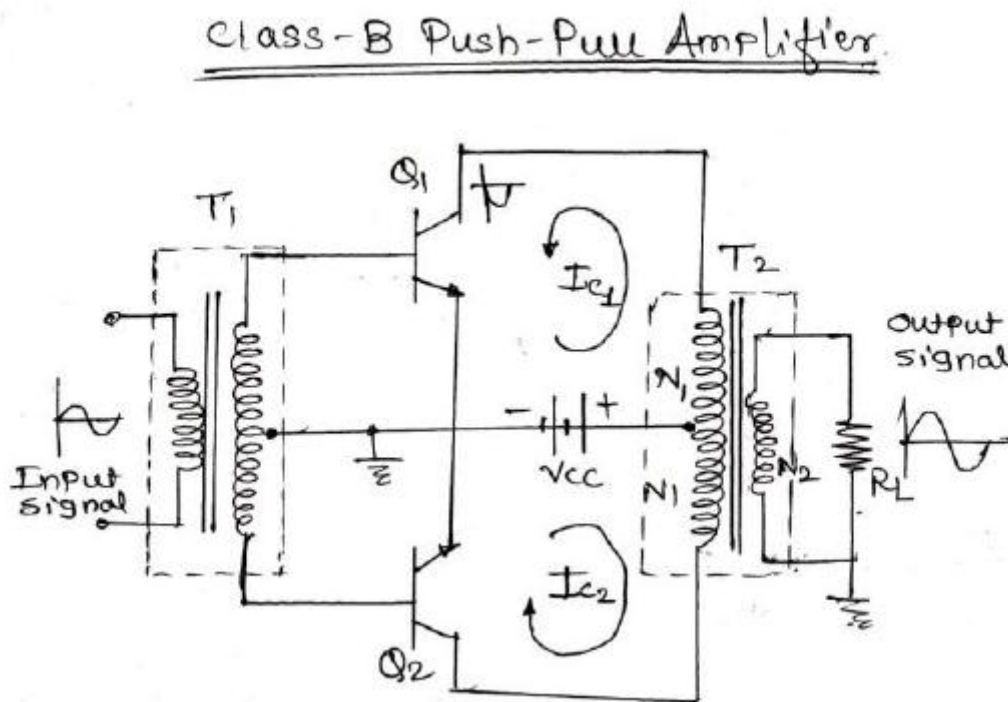 Class-B Push-Pull Amplifier
Q1
T1
Ic1
T2
Output
signal
N1
- +
Vcc
Input
signal
N1
N2
RL
Ic2
Q2